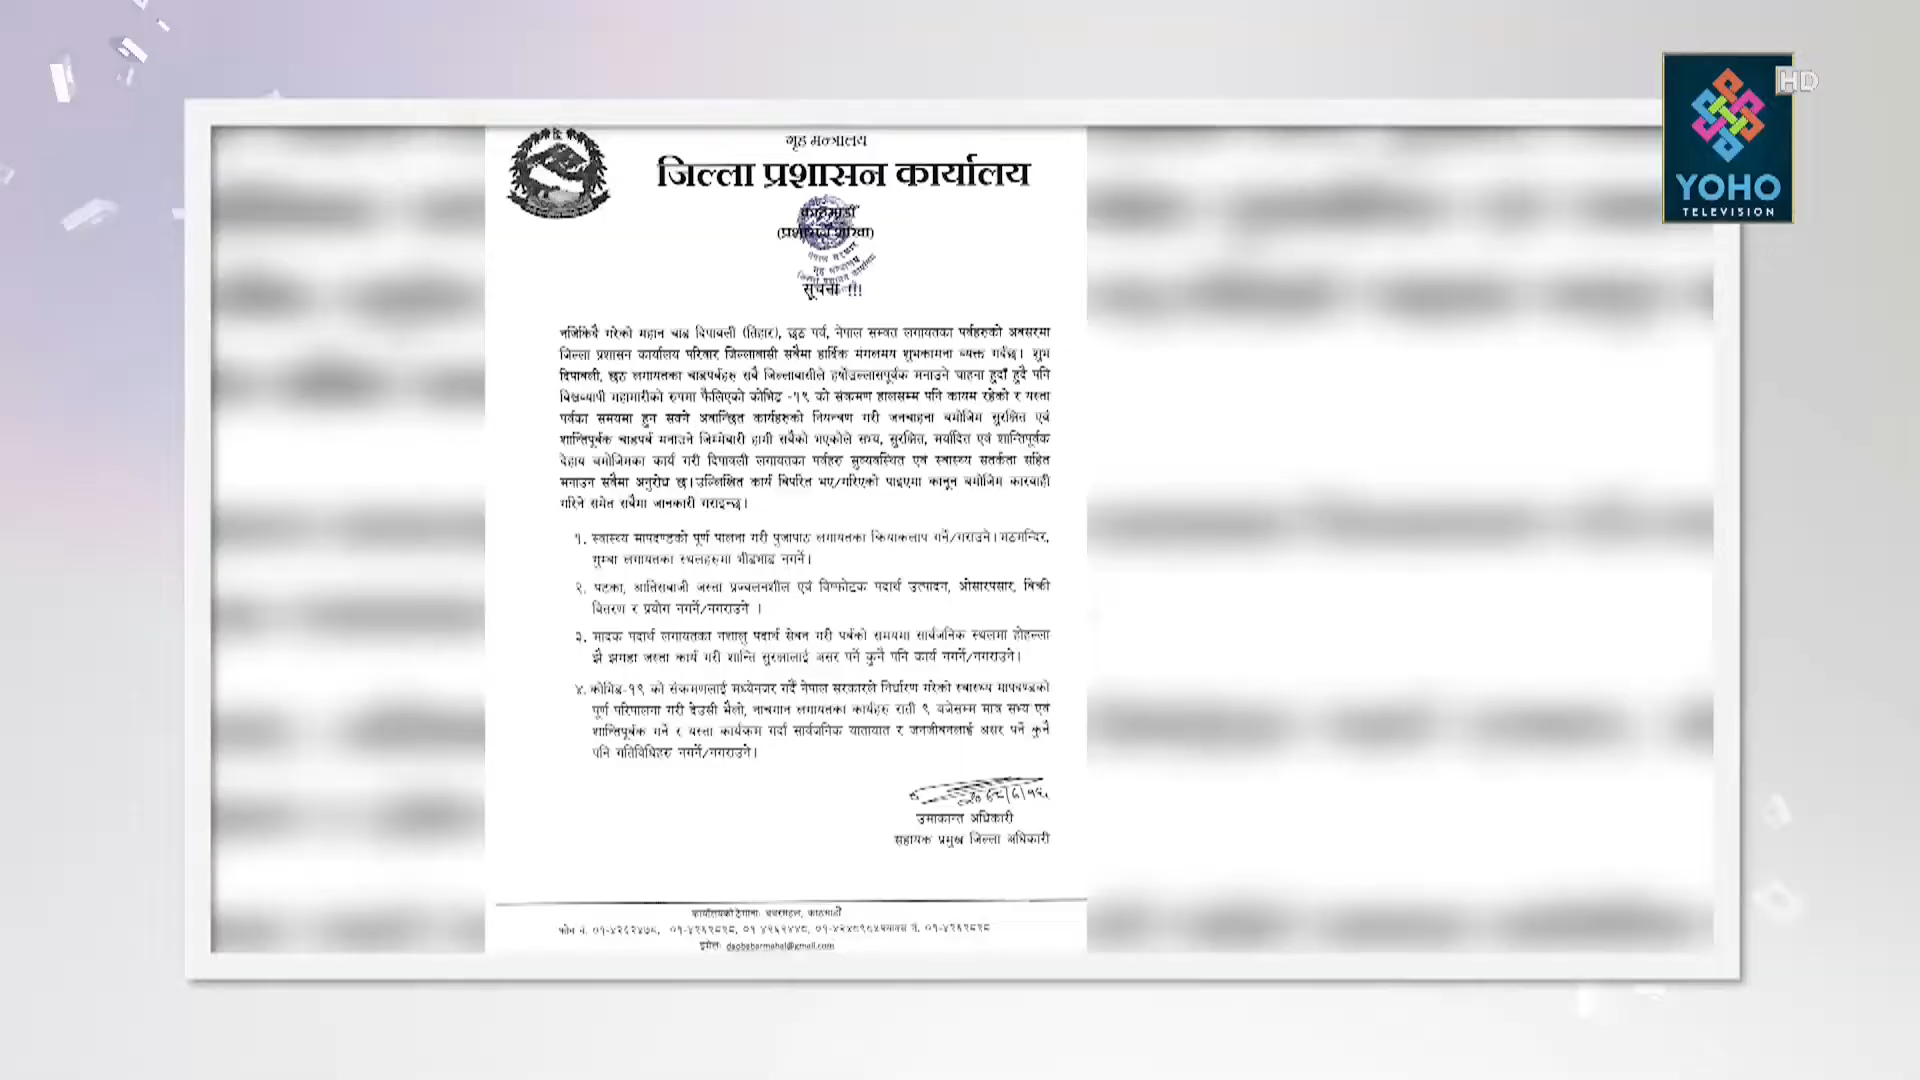 गृह मन्त्रालय
जिल्ला प्रशासन कार्यालय
काठमाडौं
(प्रशासन शाखा)
नेपाल सरकार
गृह मन्त्रालय
जिल्ला प्रशासन कार्यालय
सूचना !!!
HD
YOHO
TELEVISION
नजिकिदै गरेको महान चाड दिपावली (तिहार), छठ पर्व, नेपाल सम्वत लगायतका पर्वहरुको अवसरमा
जिल्ला प्रशासन कार्यालय परिवार जिल्लावासी सबैमा हार्दिक मंगलमय शुभकामना व्यक्त गर्दछ। शुभ
दिपावली, छठ लगायतका चाडपर्वहरु सबै जिल्लाबासीले हर्षोउल्लासपूर्वक मनाउने चाहना हुदाँ हुदै पनि
विश्वव्यापी महामारीको रुपमा फैलिएको कोभिड -१९ को संक्रमण हालसम्म पनि कायम रहेको र यस्ता
पर्वका समयमा हुन सक्ने अवान्छित कार्यहरुको नियन्त्रण गरी जनचाहना बमोजिम सुरक्षित एवं
शान्तिपूर्वक चाडपर्व मनाउने जिम्मेबारी हामी सबैको भएकोले सभ्य, सुरक्षित, मर्यादित एवं शान्तिपूर्वक
देहाय बमोजिमका कार्य गरी दिपावली लगायतका पर्वहरु सुव्यवस्थित एवं स्वास्थ्य सतर्कता सहित
मनाउन सबैमा अनुरोध छ।उल्लिखित कार्य बिपरित भए/गरिएको पाइएमा कानून बमोजिम कारवाही
गरिने समेत सबैमा जानकारी गराइन्छ।
१. स्वास्थ्य मापदण्डको पूर्ण पालना गरी पुजापाठ लगायतका क्रियाकलाप गर्ने/गराउने। मठमन्दिर,
गुम्बा लगायतका स्थलहरुमा भीडभाड नगर्ने।
२. पटका, आतिसबाजी जस्ता प्रज्वलनशील एवं विष्फोटक पदार्थ उत्पादन, ओसारपसार, बिक्री
बितरण र प्रयोग नगर्ने/नगराउने ।
३. मादक पदार्थ लगायतका नशालु पदार्थ सेवन गरी पर्वको समयमा सार्वजनिक स्थलमा होहल्ला
झै झगडा जस्ता कार्य गरी शान्ति सुरक्षालाई असर पर्ने कुनै पनि कार्य नगर्ने/नगराउने।
४. कोभिड-१९ को संक्रमणलाई मध्येनजर गर्दै नेपाल सरकारले निर्धारण गरेको स्वास्थ्य मापदण्डको
पूर्ण परिपालना गरी देउसी भैलो, नाचगान लगायतका कार्यहरु राती ९ बजेसम्म मात्र सभ्य एवं
शान्तिपूर्वक गर्ने र यस्ता कार्यक्रम गर्दा सार्वजनिक यातायात र जनजीवनलाई असर पर्ने कुनै
पनि गतिविधिहरु नगर्ने/नगराउने।
उमाकान्त अधिकारी
सहायक प्रमुख जिल्ला अधिकारी
कार्यालयको ठेगानाः बबरमहल, काठमाडौं
फोन नं. ०१-४२६२४७८,
इमेलः daobabarmahal@gmail.com